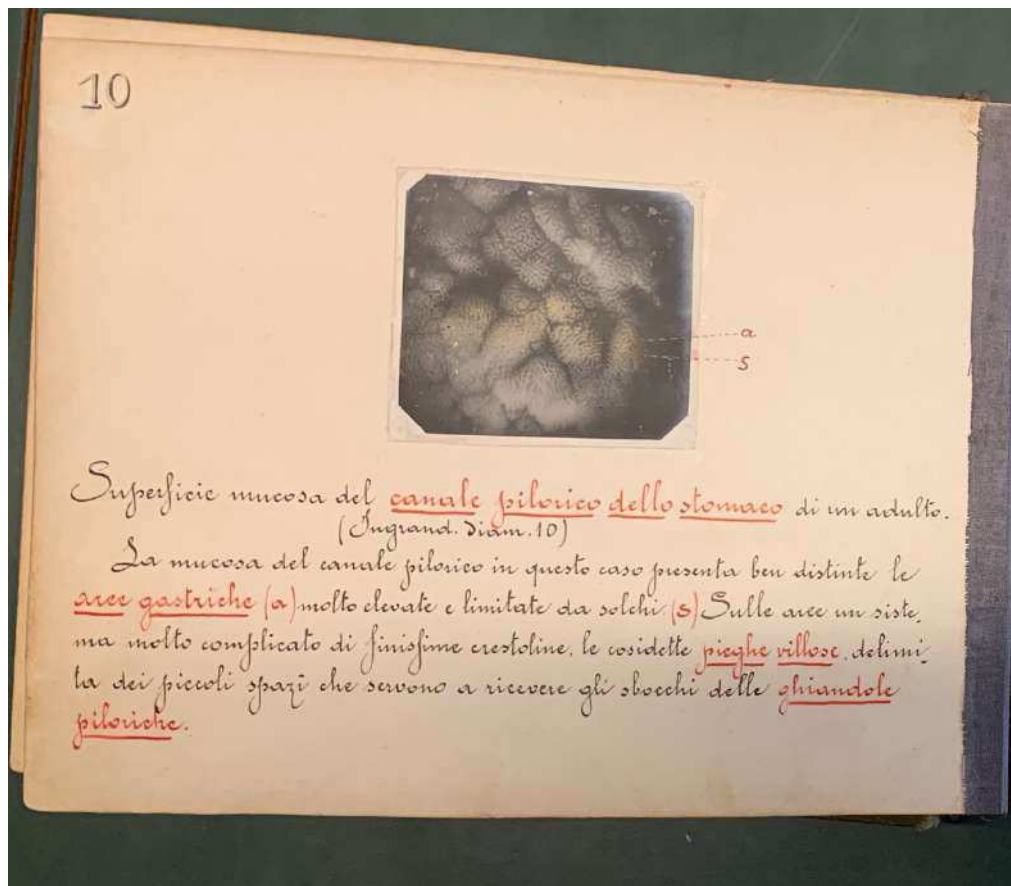 10
a
s
Superficie mucosa del canale pilorico dello stomaco di un adulto.
(Ingrand. Diam. 10)
La mucosa del canale pilorico in questo caso presenta ben distinte le
aree gastriche (a) molto elevate e limitate da solchi (s) Sulle aree un siste,
ma molto complicato di finissime crestoline, le cosidette pieghe villose, delimi,
ta dei piccoli spazi che servono a ricevere gli sbocchi delle ghiandole
piloriche.